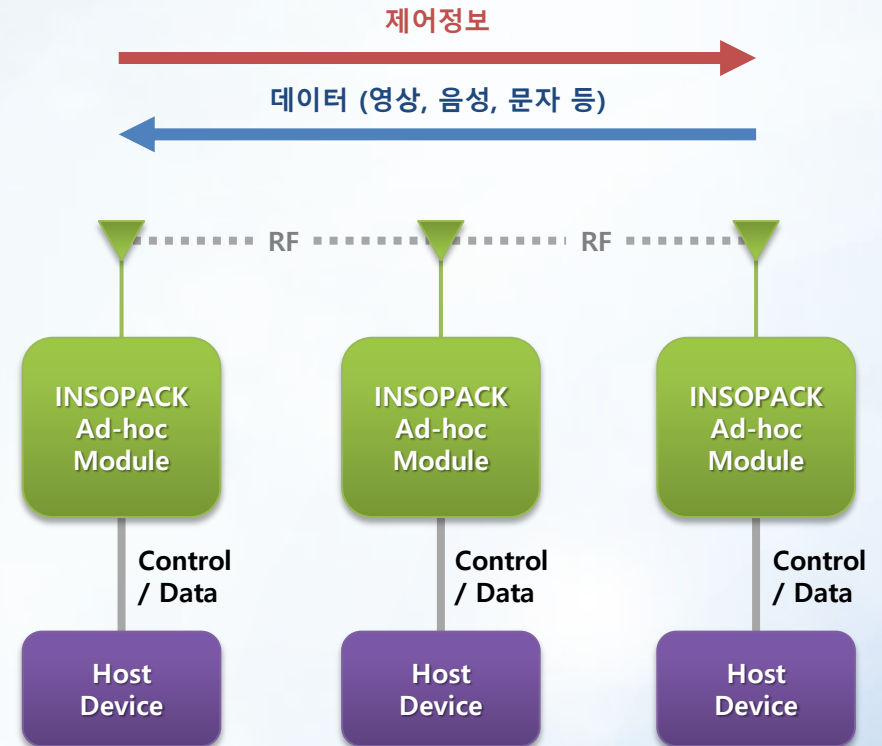 제어정보
데이터 (영상, 음성, 문자 등)
RF
RF
INSOPACK
Ad-hoc
Module
INSOPACK
Ad-hoc
Module
INSOPACK
Ad-hoc
Module
Control
/ Data
Control
/ Data
Control
/ Data
Host
Device
Host
Device
Host
Device